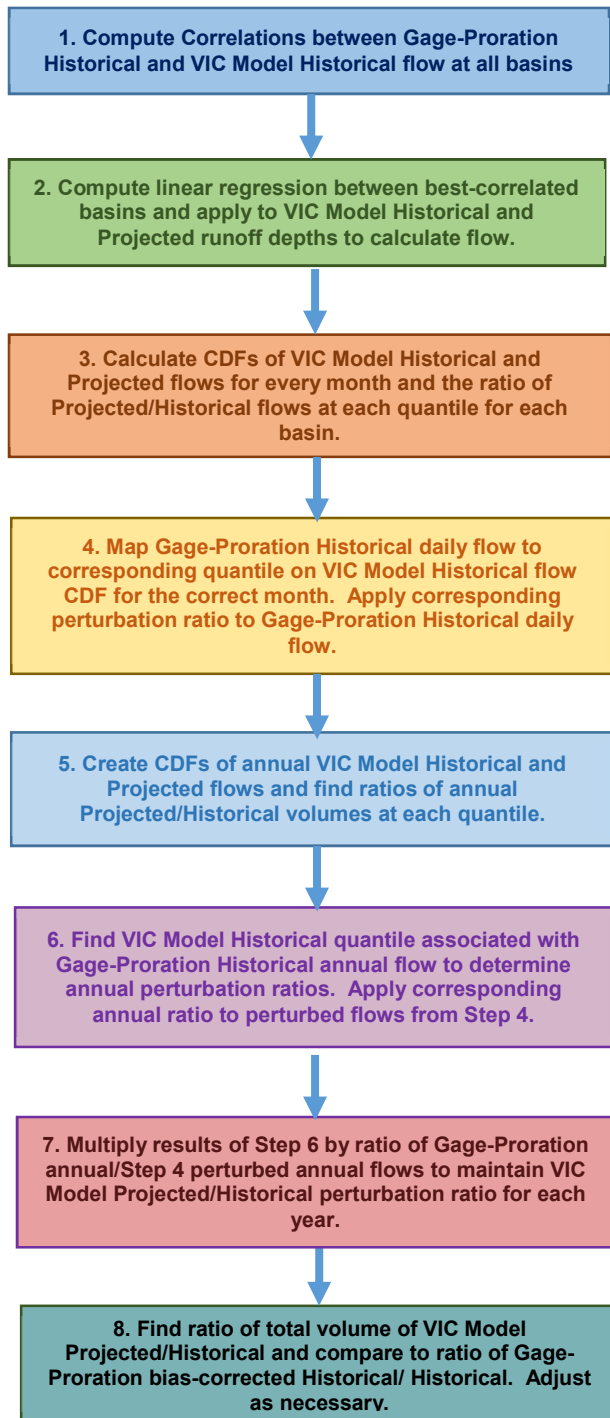 1. Compute Correlations between Gage-Proration
Historical and VIC Model Historical flow at all basins
2. Compute linear regression between best-correlated
basins and apply to VIC Model Historical and
Projected runoff depths to calculate flow.
3. Calculate CDFs of VIC Model Historical and
Projected flows for every month and the ratio of
Projected/Historical flows at each quantile for each
basin.
4. Map Gage-Proration Historical daily flow to
corresponding quantile on VIC Model Historical flow
CDF for the correct month.  Apply corresponding
perturbation ratio to Gage-Proration Historical daily
flow.
5. Create CDFs of annual VIC Model Historical and
Projected flows and find ratios of annual
Projected/Historical volumes at each quantile.
6. Find VIC Model Historical quantile associated with
Gage-Proration Historical annual flow to determine
annual perturbation ratios.  Apply corresponding
annual ratio to perturbed flows from Step 4.
7. Multiply results of Step 6 by ratio of Gage-Proration
annual/Step 4 perturbed annual flows to maintain VIC
Model Projected/Historical perturbation ratio for each
year.
8. Find ratio of total volume of VIC Model
Projected/Historical and compare to ratio of Gage-
Proration bias-corrected Historical/ Historical.  Adjust
as necessary.